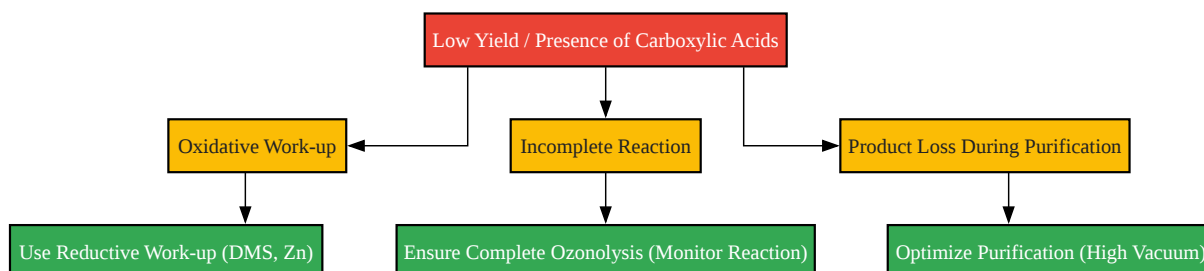 Low Yield / Presence of Carboxylic Acids
Oxidative Work-up
Incomplete Reaction
Product Loss During Purification
Use Reductive Work-up (DMS, Zn)
Ensure Complete Ozonolysis (Monitor Reaction)
Optimize Purification (High Vacuum)